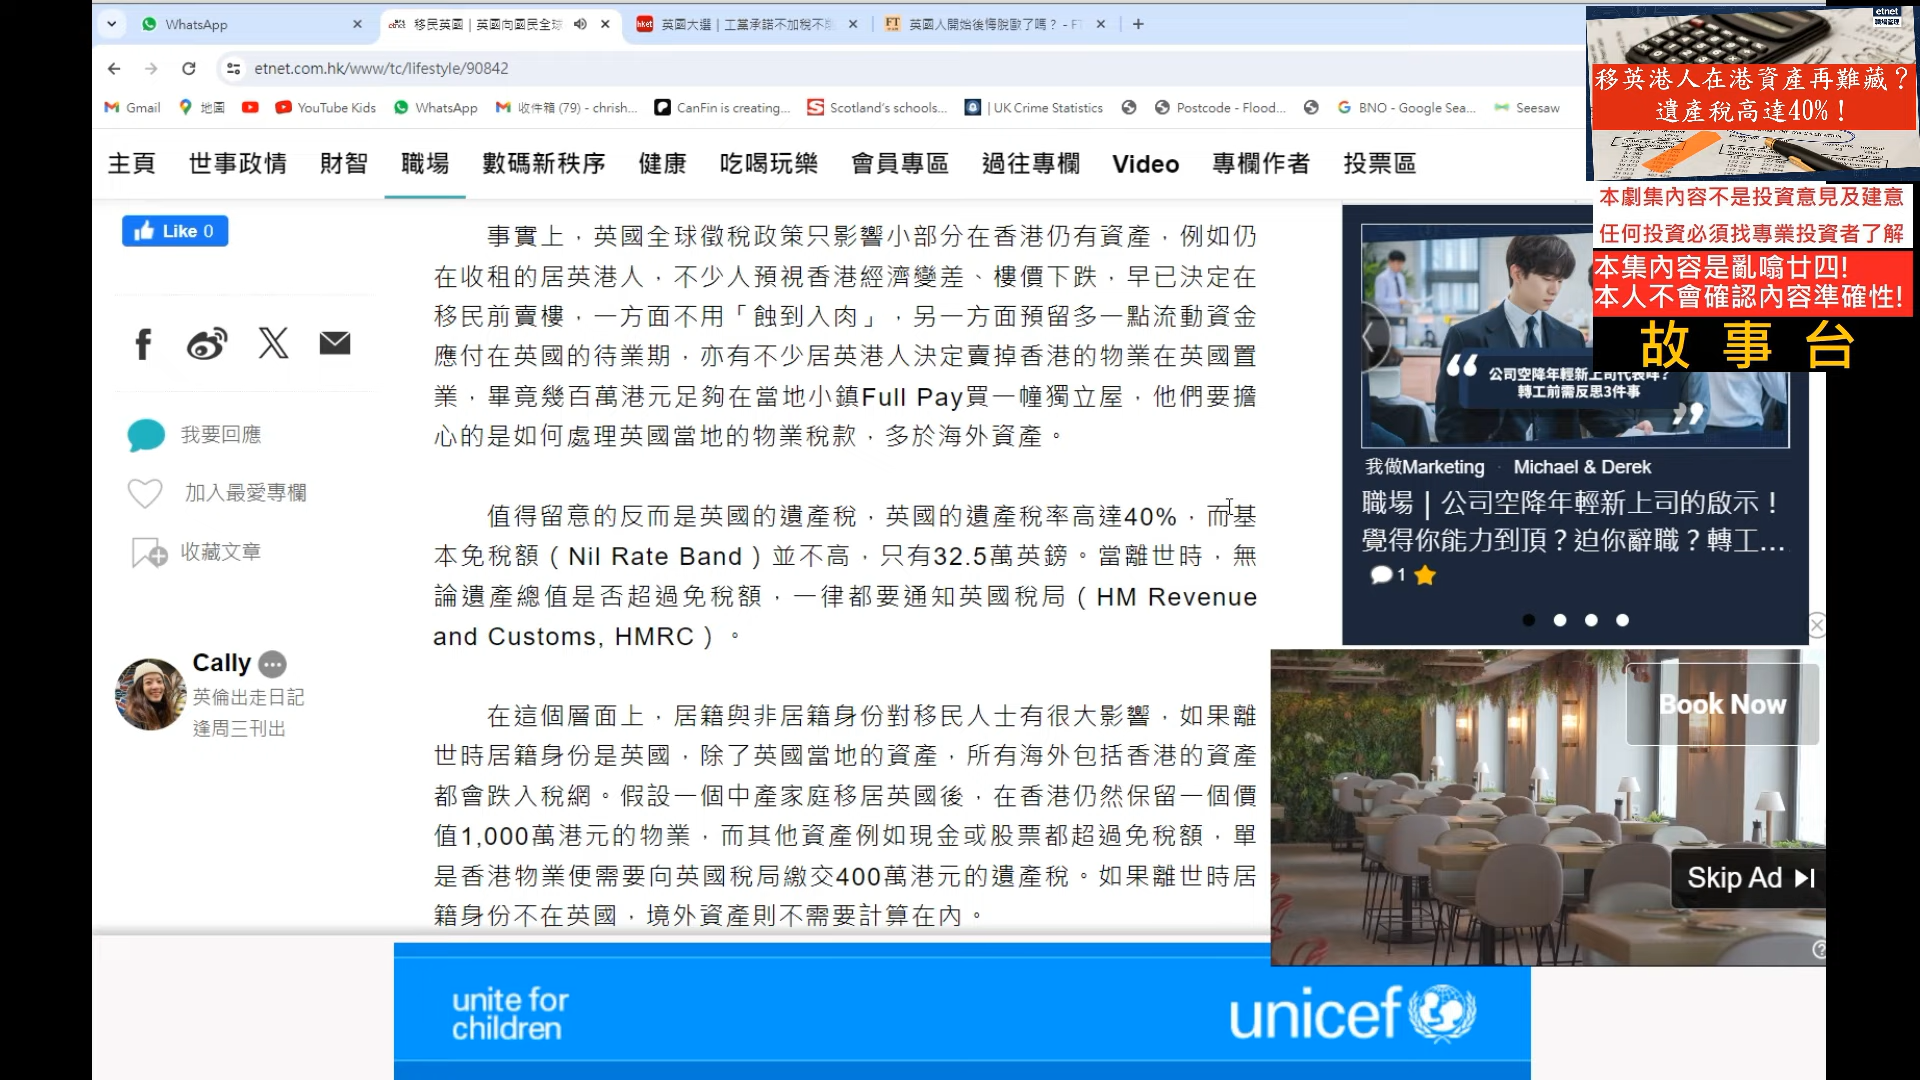 WhatsApp
etnet 移民英國｜英國向國民全球
hket 英國大選｜工黨承諾不加稅不
FT 英國人開始後悔脫歐了嗎？ - F
etnet.com.hk/www/tc/lifestyle/90842
Gmail
地圖
YouTube Kids
WhatsApp
收件箱 (79) - chrish...
CanFin is creating...
Scotland's schools...
| UK Crime Statistics
Postcode - Flood...
BNO - Google Sea...
Seesaw
主頁 世事政情 財智 職場 數碼新秩序 健康 吃喝玩樂 會員專區 過往專欄 Video 專欄作者 投票區
etnet
移英港人在港資產再難藏？
遺產稅高達40%！
本劇集內容不是投資意見及建意
任何投資必須找專業投資者了解
本集內容是亂噏廿四!
本人不會確認內容準確性!
故事台
Like 0
我要回應
加入最愛專欄
收藏文章
Cally
英倫出走日記
逢周三刊出
事實上，英國全球徵稅政策只影響小部分在香港仍有資產，例如仍
在收租的居英港人，不少人預視香港經濟變差、樓價下跌，早已決定在
移民前賣樓，一方面不用「蝕到入肉」，另一方面預留多一點流動資金
應付在英國的待業期，亦有不少居英港人決定賣掉香港的物業在英國置
業，畢竟幾百萬港元足夠在當地小鎮Full Pay買一幢獨立屋，他們要擔
心的是如何處理英國當地的物業稅款，多於海外資產。
值得留意的反而是英國的遺產稅，英國的遺產稅率高達40%，而基
本免稅額（Nil Rate Band）並不高，只有32.5萬英鎊。當離世時，無
論遺產總值是否超過免稅額，一律都要通知英國稅局（HM Revenue
and Customs, HMRC）。
在這個層面上，居籍與非居籍身份對移民人士有很大影響，如果離
世時居籍身份是英國，除了英國當地的資產，所有海外包括香港的資產
都會跌入稅網。假設一個中產家庭移居英國後，在香港仍然保留一個價
值1,000萬港元的物業，而其他資產例如現金或股票都超過免稅額，單
是香港物業便需要向英國稅局繳交400萬港元的遺產稅。如果離世時居
籍身份不在英國，境外資產則不需要計算在內。
公司空降年輕新上司代表咩？
轉工前需反思3件事
我做Marketing · Michael & Derek
職場｜公司空降年輕新上司的啟示！
覺得你能力到頂？迫你辭職？轉工...
1
Book Now
Skip Ad
unite for
children
unicef